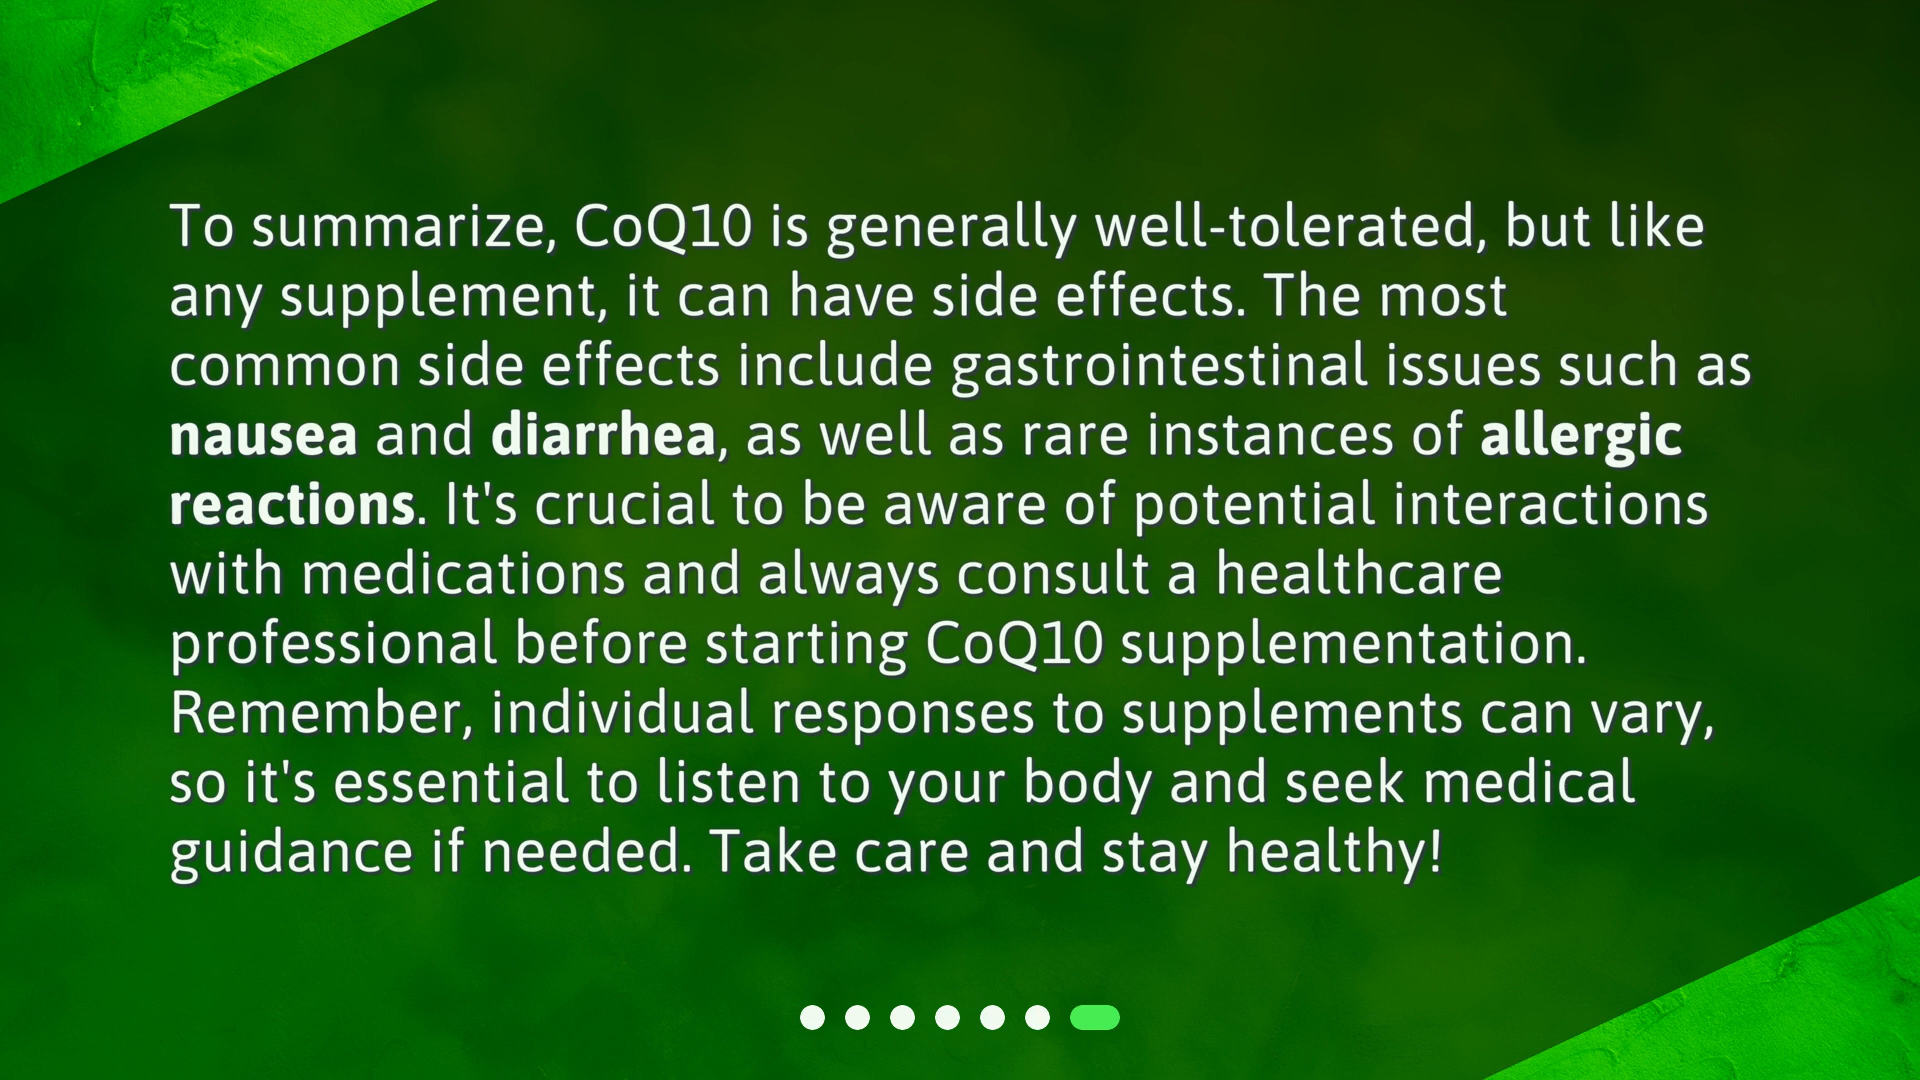 To summarize, CoQ10 is generally well-tolerated, but like
any supplement, it can have side effects. The most
common side effects include gastrointestinal issues such as
nausea and diarrhea, as well as rare instances of allergic
reactions. It's crucial to be aware of potential interactions
with medications and always consult a healthcare
professional before starting CoQ10 supplementation.
Remember, individual responses to supplements can vary,
so it's essential to listen to your body and seek medical
guidance if needed. Take care and stay healthy!